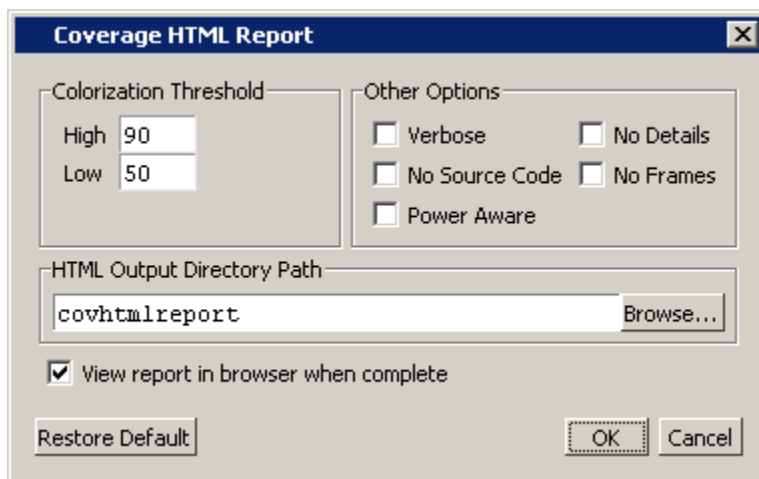 Coverage HTML Report
Colorization Threshold
High 90
Low 50
Other Options
Verbose
No Details
No Source Code
No Frames
Power Aware
HTML Output Directory Path
covhtmlreport
Browse...
View report in browser when complete
Restore Default
OK
Cancel